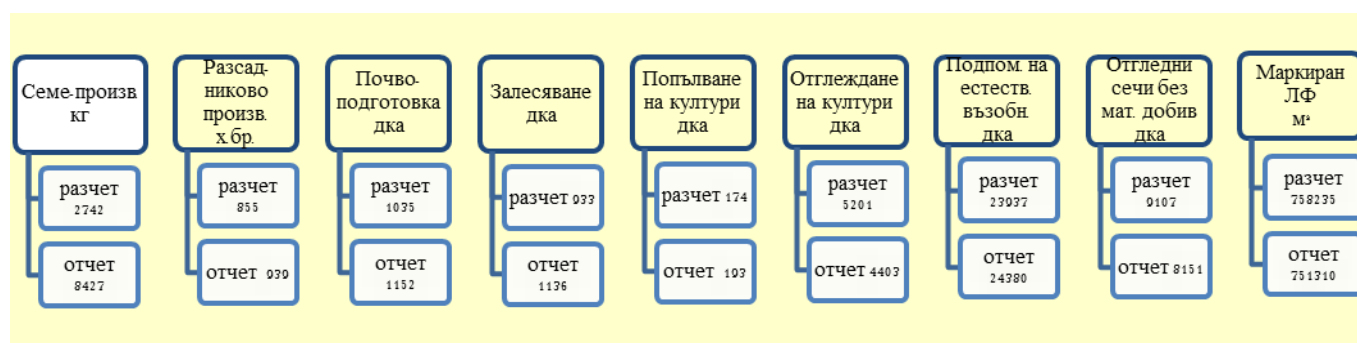 Семе-произв.
кг
разчет
2742
отчет
8427
Разсад-
никово
произв.
х.бр.
разчет
855
отчет 939
Почво-
подготовка
дка
разчет
1035
отчет
1152
Залесяване
дка
разчет 933
отчет
1136
Попълване
на култури
дка
разчет 174
отчет 193
Отглеждане
на култури
дка
разчет
5201
отчет 4403
Подпом. на
естеств.
възобн.
дка
разчет
23937
отчет
24380
Отгледни
сечи без
мат. добив
дка
разчет
9107
отчет 8151
Маркиран
ЛФ
м³
разчет
758235
отчет
751310